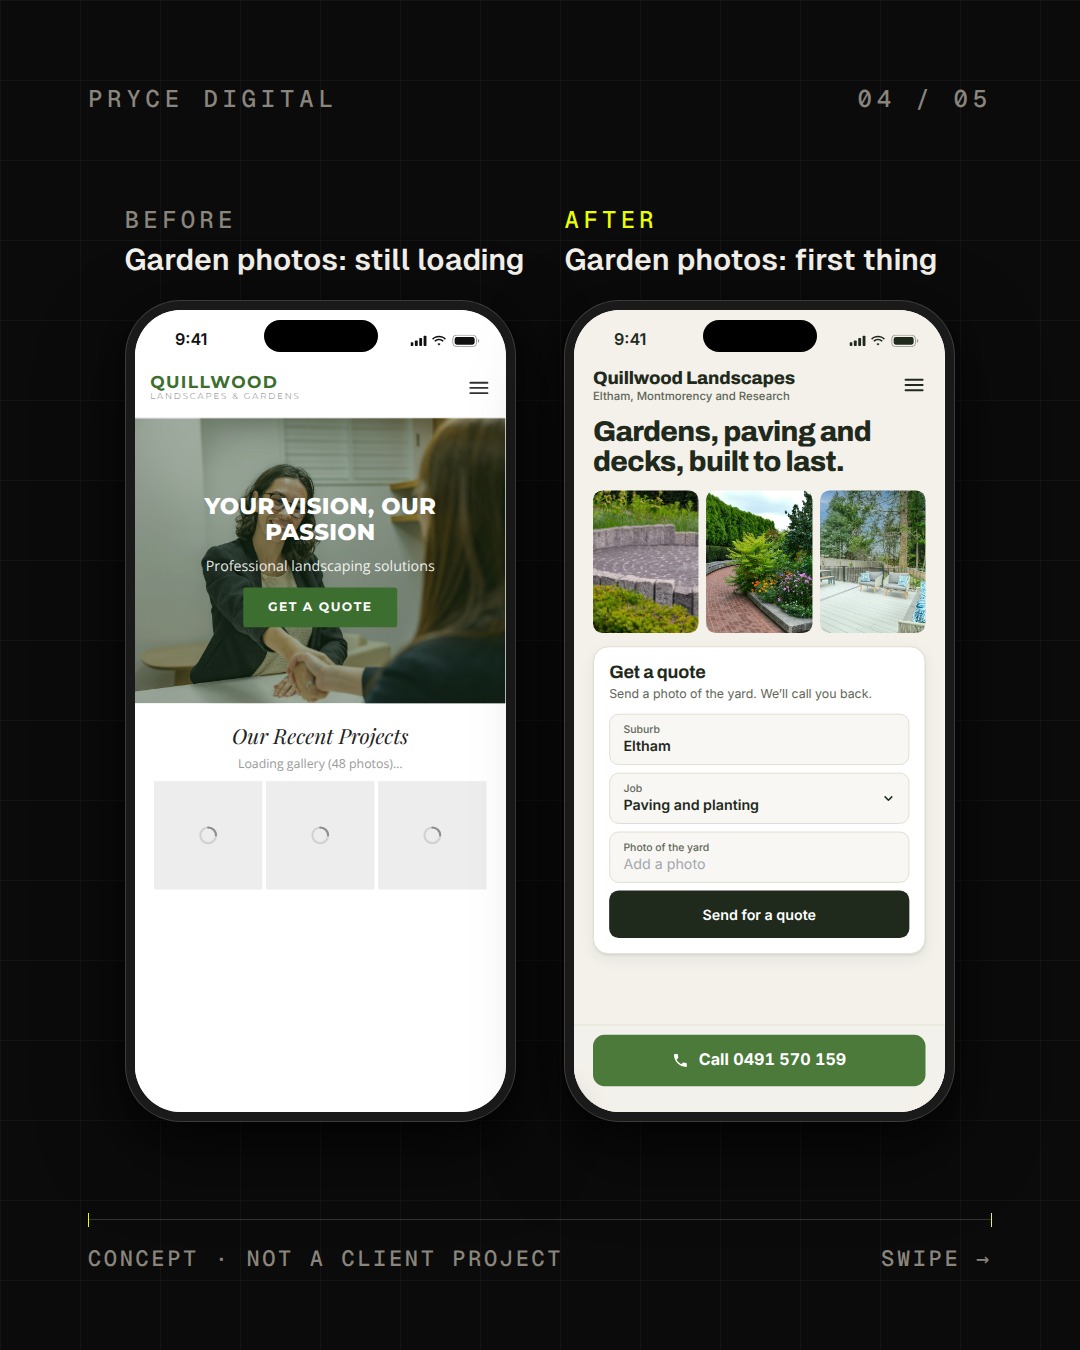 PRYCE DIGITAL
04 / 05
BEFORE
Garden photos: still loading
9:41
QUILLWOOD
LANDSCAPES & GARDENS
YOUR VISION, OUR
PASSION
Professional landscaping solutions
GET A QUOTE
Our Recent Projects
Loading gallery (48 photos)...
AFTER
Garden photos: first thing
9:41
Quillwood Landscapes
Eltham, Montmorency and Research
Gardens, paving and
decks, built to last.
Get a quote
Send a photo of the yard. We'll call you back.
Suburb
Eltham
Job
Paving and planting
Photo of the yard
Add a photo
Send for a quote
Call 0491 570 159
CONCEPT · NOT A CLIENT PROJECT
SWIPE →